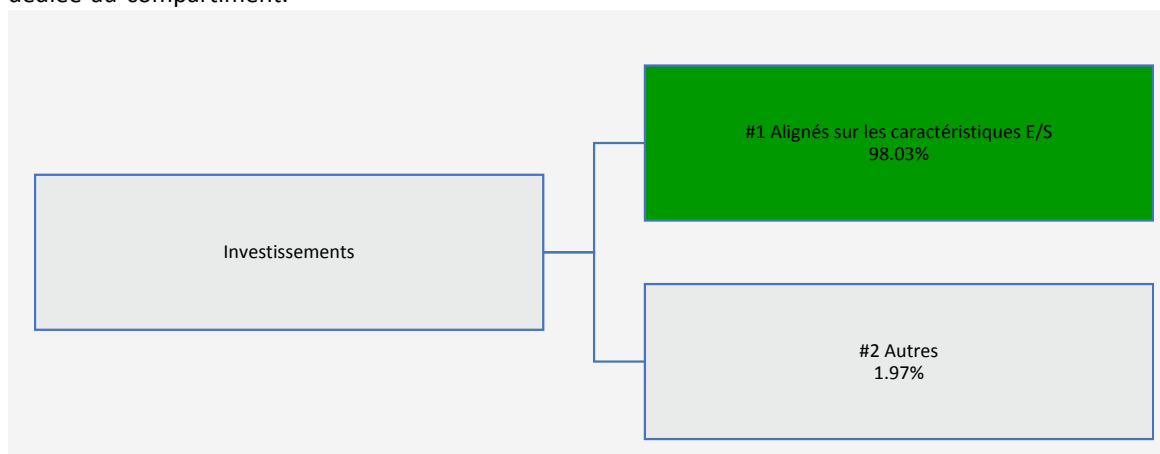 Investissements
#1 Alignés sur les caractéristiques E/S
98.03%
#2 Autres
1.97%